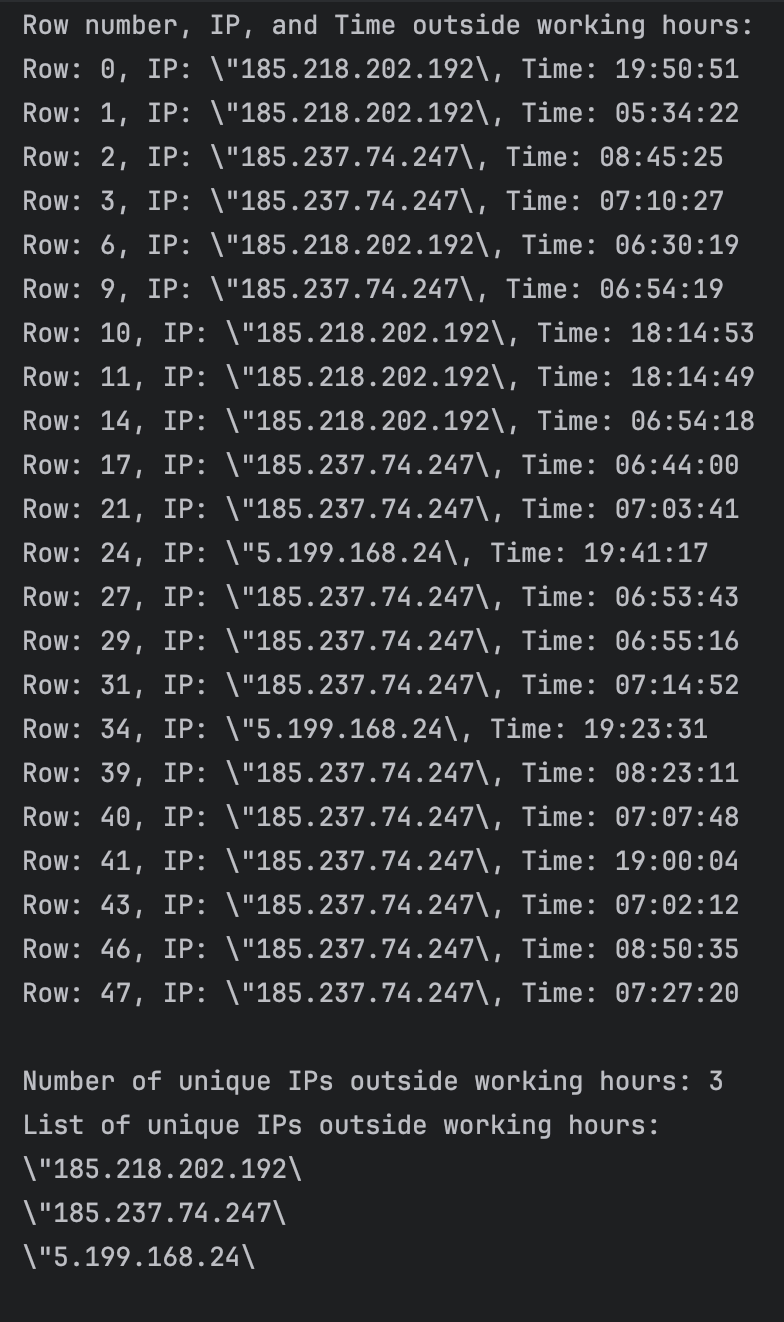 Row number, IP, and Time outside working hours:
Row: 0, IP: \"185.218.202.192\, Time: 19:50:51
Row: 1, IP: \"185.218.202.192\, Time: 05:34:22
Row: 2, IP: \"185.237.74.247\, Time: 08:45:25
Row: 3, IP: \"185.237.74.247\, Time: 07:10:27
Row: 6, IP: \"185.218.202.192\, Time: 06:30:19
Row: 9, IP: \"185.237.74.247\, Time: 06:54:19
Row: 10, IP: \"185.218.202.192\, Time: 18:14:53
Row: 11, IP: \"185.218.202.192\, Time: 18:14:49
Row: 14, IP: \"185.218.202.192\, Time: 06:54:18
Row: 17, IP: \"185.237.74.247\, Time: 06:44:00
Row: 21, IP: \"185.237.74.247\, Time: 07:03:41
Row: 24, IP: \"5.199.168.24\, Time: 19:41:17
Row: 27, IP: \"185.237.74.247\, Time: 06:53:43
Row: 29, IP: \"185.237.74.247\, Time: 06:55:16
Row: 31, IP: \"185.237.74.247\, Time: 07:14:52
Row: 34, IP: \"5.199.168.24\, Time: 19:23:31
Row: 39, IP: \"185.237.74.247\, Time: 08:23:11
Row: 40, IP: \"185.237.74.247\, Time: 07:07:48
Row: 41, IP: \"185.237.74.247\, Time: 19:00:04
Row: 43, IP: \"185.237.74.247\, Time: 07:02:12
Row: 46, IP: \"185.237.74.247\, Time: 08:50:35
Row: 47, IP: \"185.237.74.247\, Time: 07:27:20
Number of unique IPs outside working hours: 3
List of unique IPs outside working hours:
\"185.218.202.192\
\"185.237.74.247\
\"5.199.168.24\